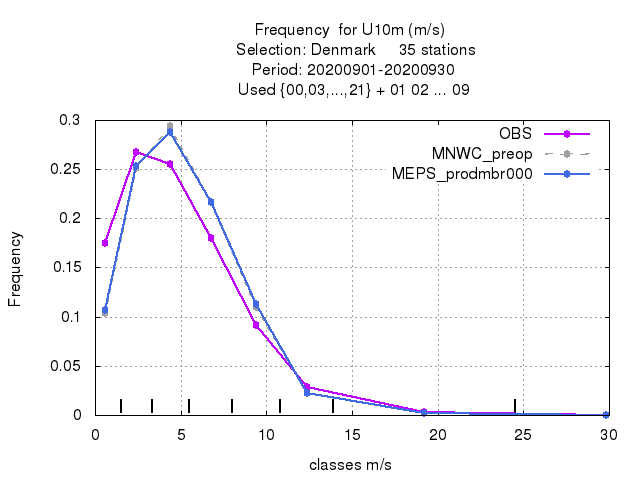 Frequency for U10m (m/s)
Selection: Denmark 35 stations
Period: 20200901-20200930
Used {00,03,...,21} + 01 02 ... 09
OBS
MNWC_preop
MEPS_prodmbr000
0.3
0.25
0.2
0.15
0.1
0.05
0
Frequency
0 5 10 15 20 25 30
classes m/s